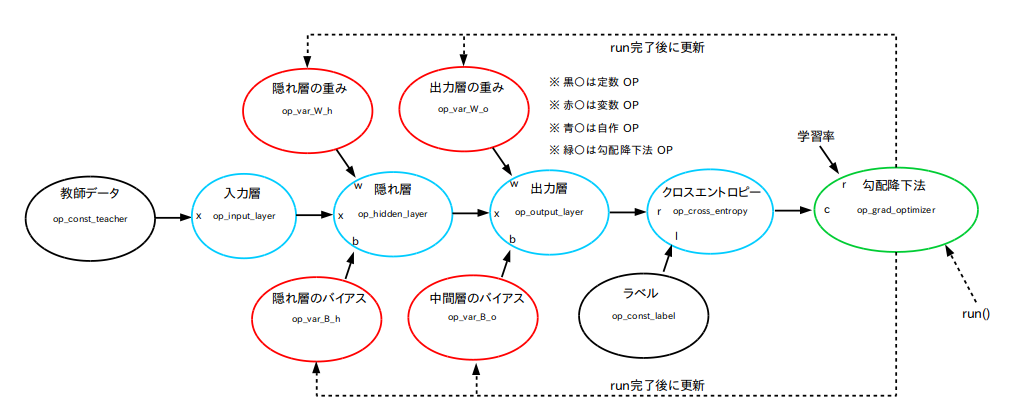 run完了後に更新
隠れ層の重み
op_var_W_h
出力層の重み
op_var_W_o
※ 黒〇は定数 OP
※ 赤〇は変数 OP
※ 青〇は自作 OP
※ 緑〇は勾配降下法 OP
学習率
教師データ
op_const_teacher
入力層
x op_input_layer
w
隠れ層
x op_hidden_layer
b
w
出力層
x op_output_layer
b
クロスエントロピー
r op_cross_entropy
l
r 勾配降下法
c op_grad_optimizer
隠れ層のバイアス
op_var_B_h
中間層のバイアス
op_var_B_o
ラベル
op_const_label
run()
run完了後に更新